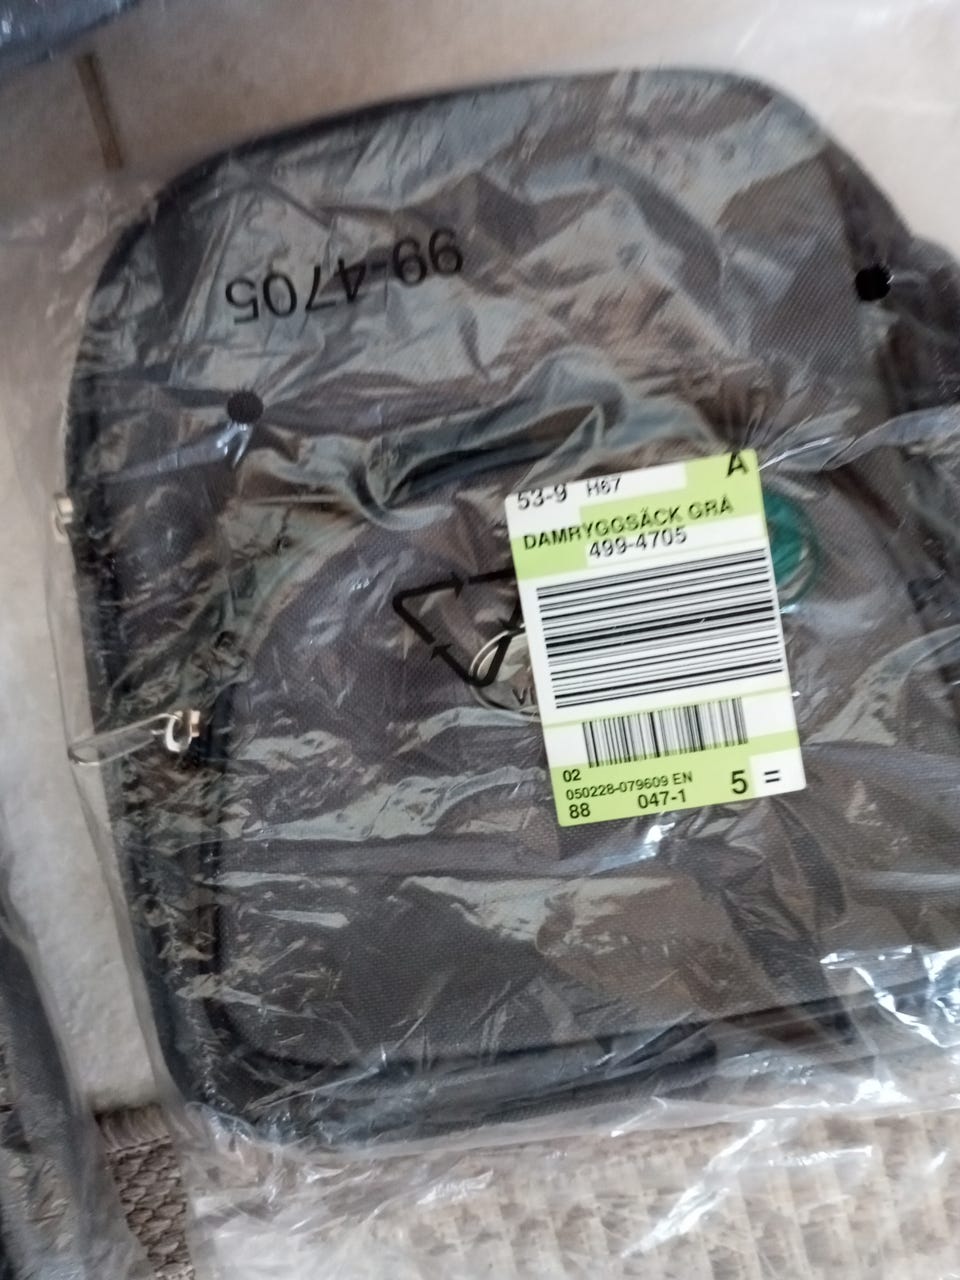 99-4705
53-9 H67 A
DAMRYGGSÄCK GRÅ
499-4705
02
050228-079609 EN
88 047-1 5 =